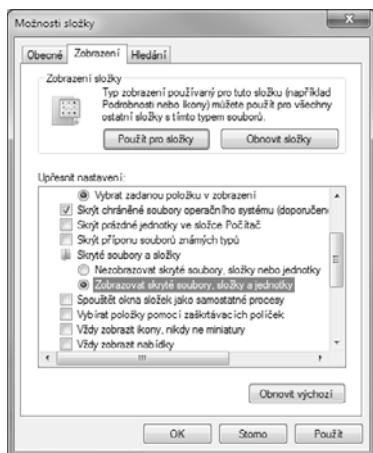 Možnosti složky
Obecné Zobrazení Hledání
Zobrazení složky
Typ zobrazení používaný pro tuto složku (například
Podrobnosti nebo Ikony) můžete použít pro všechny
ostatní složky s tímto typem souborů.
Použít pro složky Obnovit složky
Upřesnit nastavení:
Vybrat zadanou položku v zobrazení
Skrýt chráněné soubory operačního systému (doporučen
Skrýt prázdné jednotky ve složce Počítač
Skrýt příponu souborů známých typů
Skryté soubory a složky
Nezobrazovat skryté soubory, složky nebo jednotky
Zobrazovat skryté soubory, složky a jednotky
Spouštět okna složek jako samostatné procesy
Vybírat položky pomocí zaškrtávacích políček
Vždy zobrazit ikony, nikdy ne miniatury
Vždy zobrazit nabídky
Obnovit výchozí
OK Storno Použít